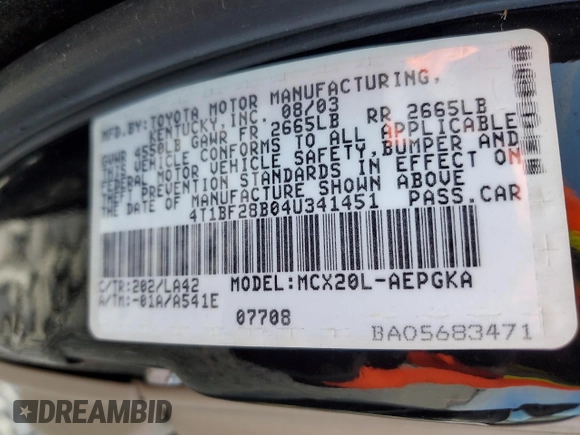 MFD.BY:TOYOTA MOTOR MANUFACTURING,
KENTUCKY,INC. 08/03
GVWR 4550LB GAWR FR 2665LB RR 2665LB
THIS VEHICLE CONFORMS TO ALL APPLICABLE
FEDERAL MOTOR VEHICLE SAFETY,BUMPER AND
THEFT PREVENTION STANDARDS IN EFFECT ON
THE DATE OF MANUFACTURE SHOWN ABOVE
4T1BF28B04U341451 PASS.CAR
C/TR:202/LA42 MODEL:MCX20L-AEPGKA
A/TM:-01A/A541E
07708
BA05683471
DREAMBID